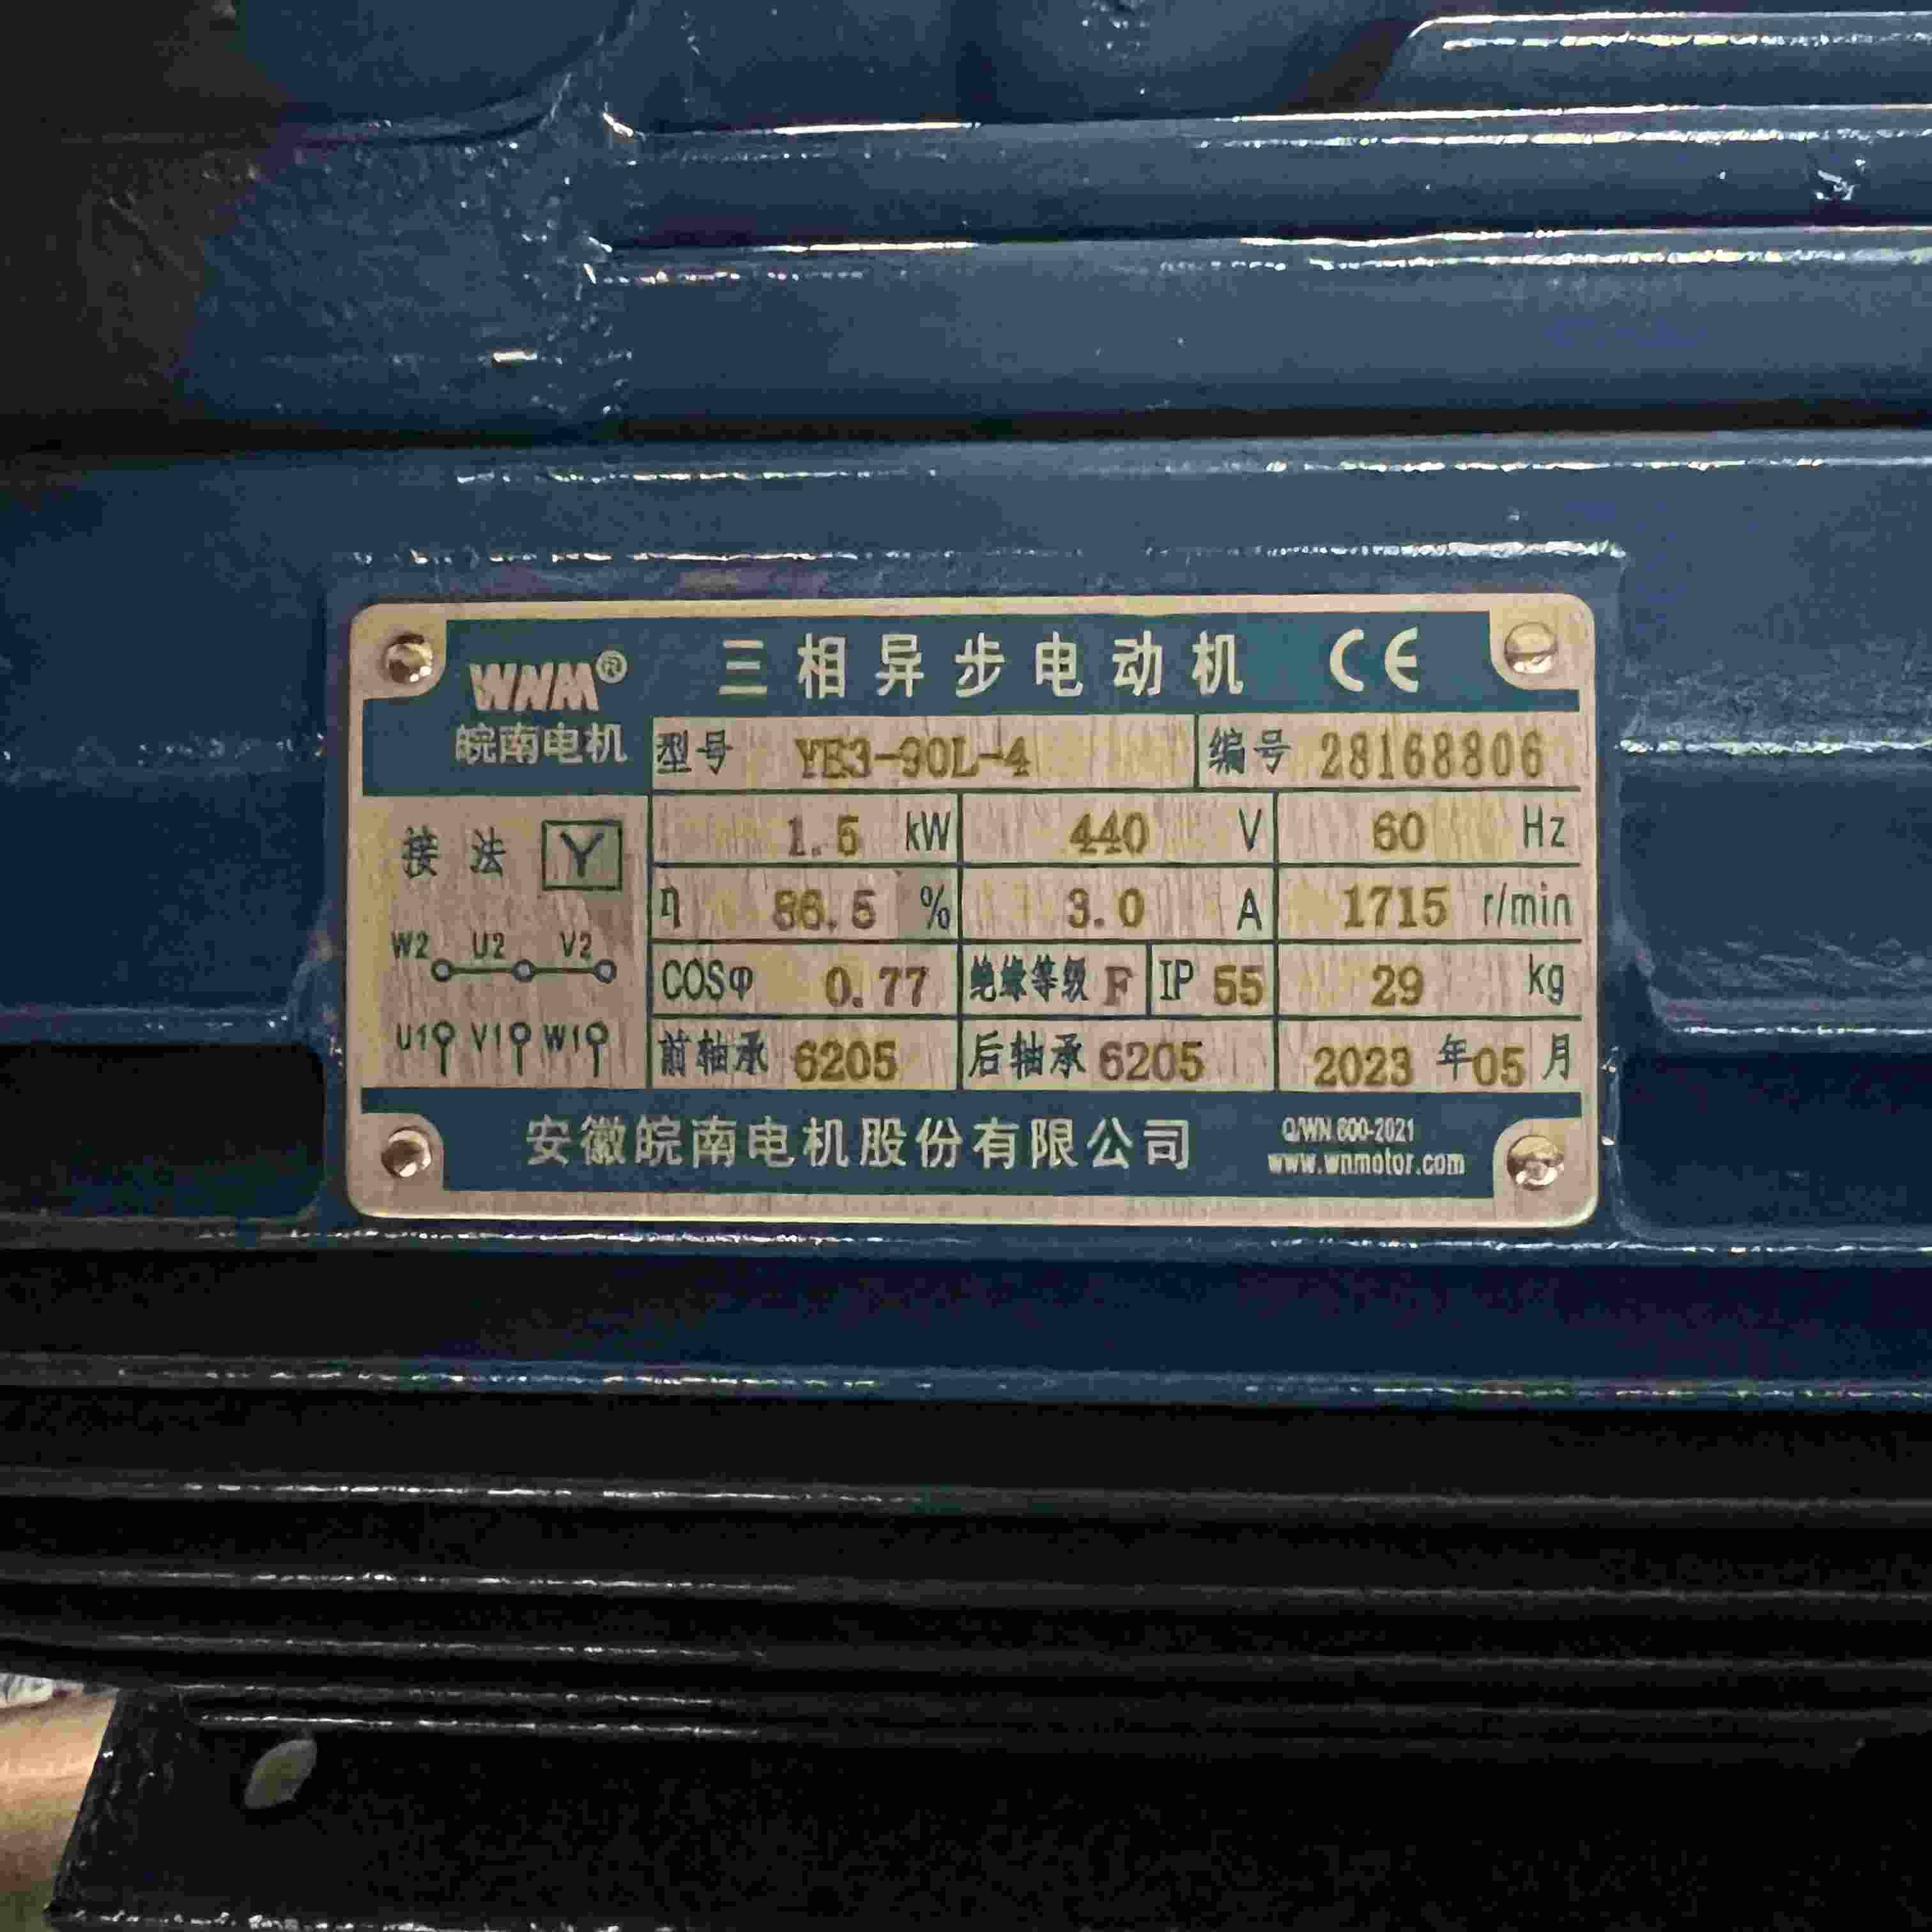 WNM® 三相异步电动机 CE
皖南电机
型号 YE3-90L-4 编号 28168806
接法 Y
1.5 kW 440 V 60 Hz
η 86.5 % 3.0 A 1715 r/min
W2 U2 V2
COSφ 0.77 绝缘等级 F IP 55 29 kg
U1 V1 W1
前轴承 6205 后轴承 6205 2023 年 05 月
安徽皖南电机股份有限公司
Q/WN 600-2021
www.wnmotor.com